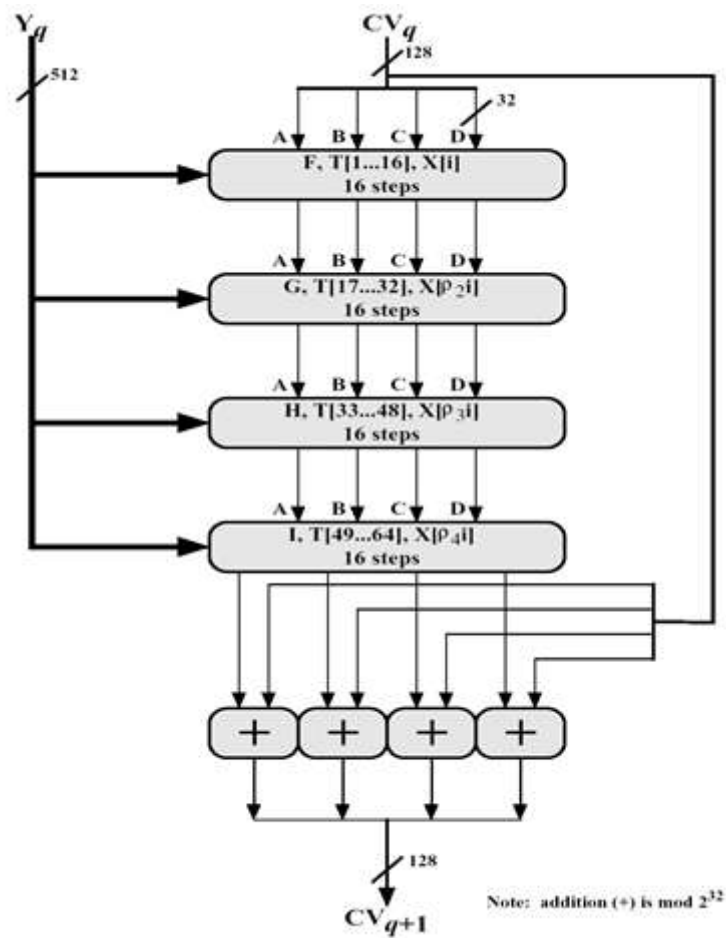 Yq CVq
512 128
32
A B C D
F, T[1...16], X[i]
16 steps
A B C D
G, T[17...32], X[ρ2i]
16 steps
A B C D
H, T[33...48], X[ρ3i]
16 steps
A B C D
I, T[49...64], X[ρ4i]
16 steps
+ + + +
128
CVq+1
Note: addition (+) is mod 2^32